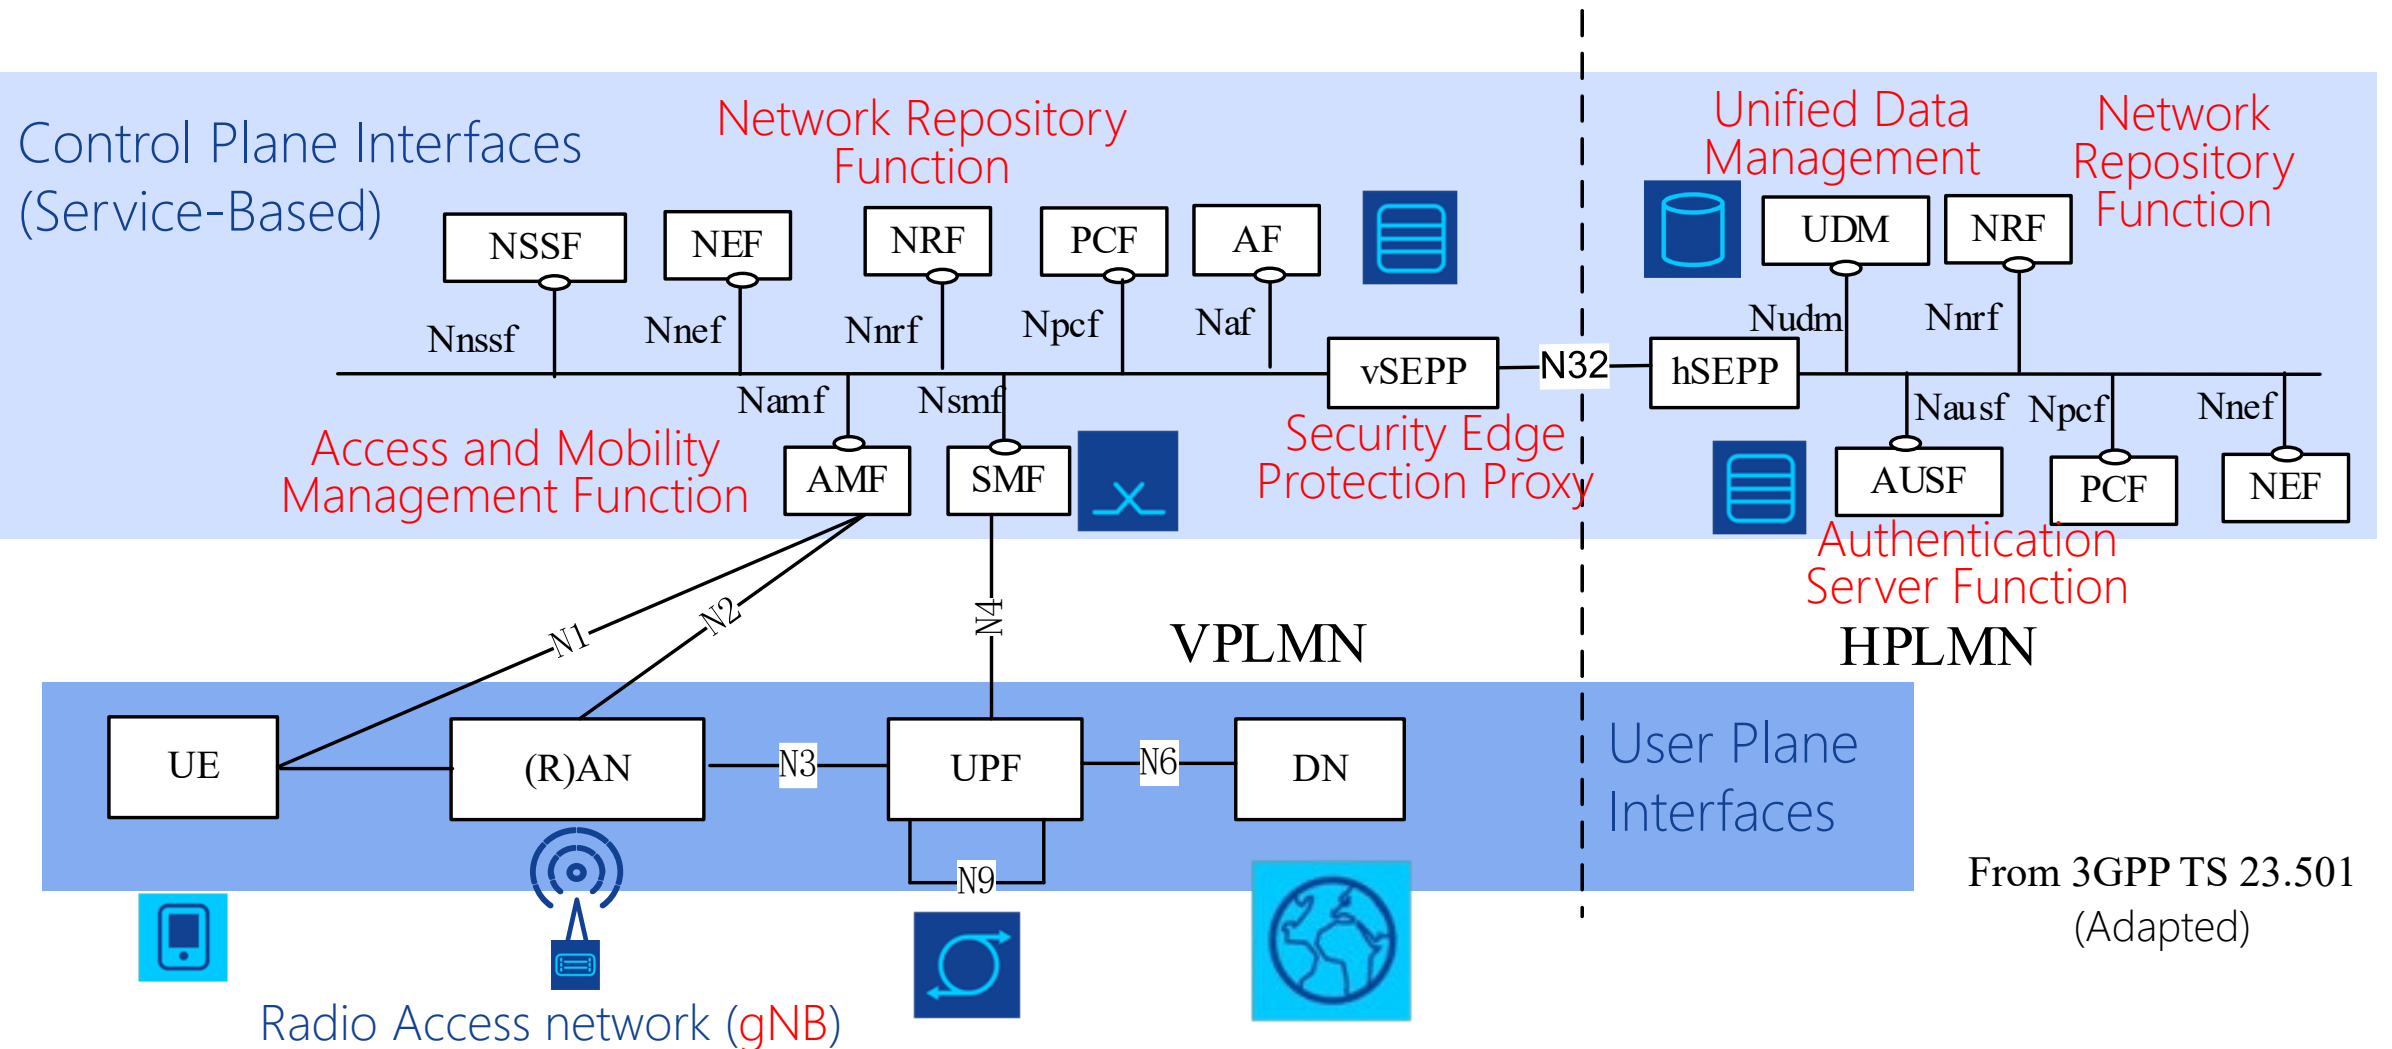 Control Plane Interfaces
(Service-Based)
Network Repository
Function
Unified Data
Management
Network
Repository
Function
NSSF
NEF
NRF
PCF
AF
UDM
NRF
Nnssf
Nnef
Nnrf
Npcf
Naf
Nudm
Nnrf
vSEPP
N32
hSEPP
Namf
Nsmf
Nausf
Npcf
Nnef
Access and Mobility
Management Function
AMF
SMF
Security Edge
Protection Proxy
AUSF
PCF
NEF
Authentication
Server Function
N1
N2
N4
VPLMN
HPLMN
UE
(R)AN
N3
UPF
N6
DN
User Plane
Interfaces
N9
From 3GPP TS 23.501
(Adapted)
Radio Access network (gNB)